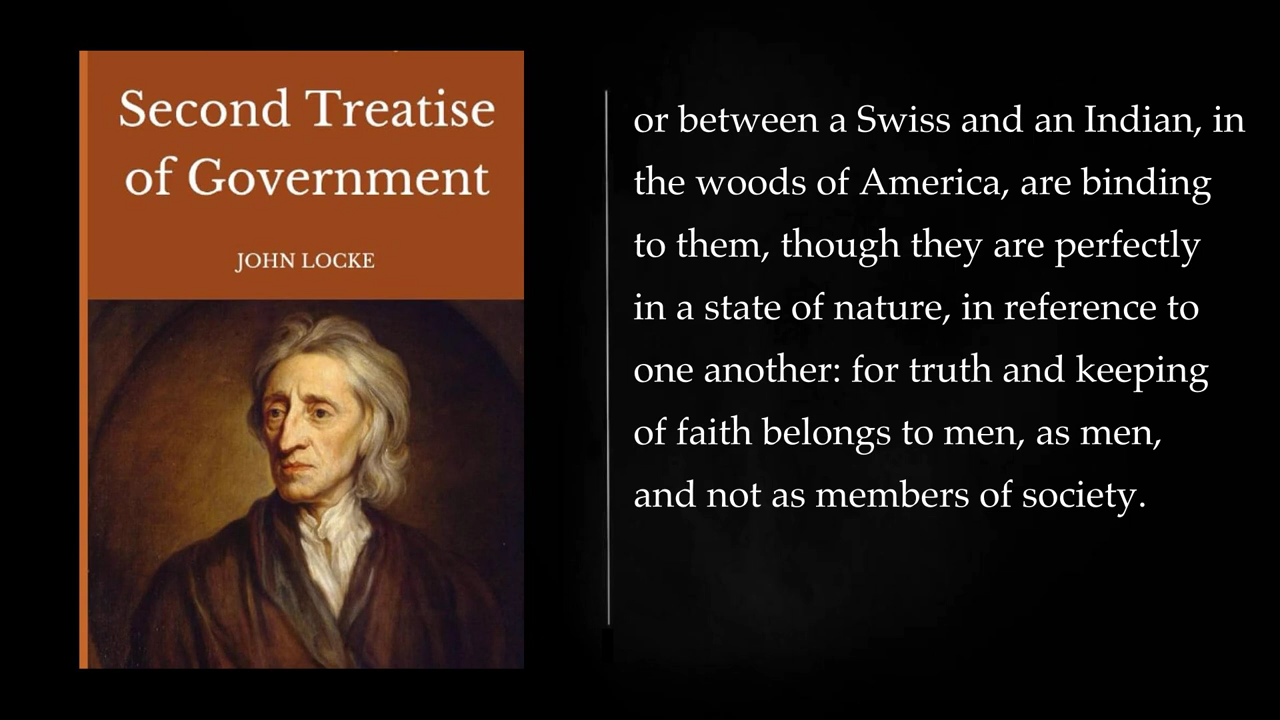 Second Treatise
of Government
JOHN LOCKE
or between a Swiss and an Indian, in
the woods of America, are binding
to them, though they are perfectly
in a state of nature, in reference to
one another: for truth and keeping
of faith belongs to men, as men,
and not as members of society.